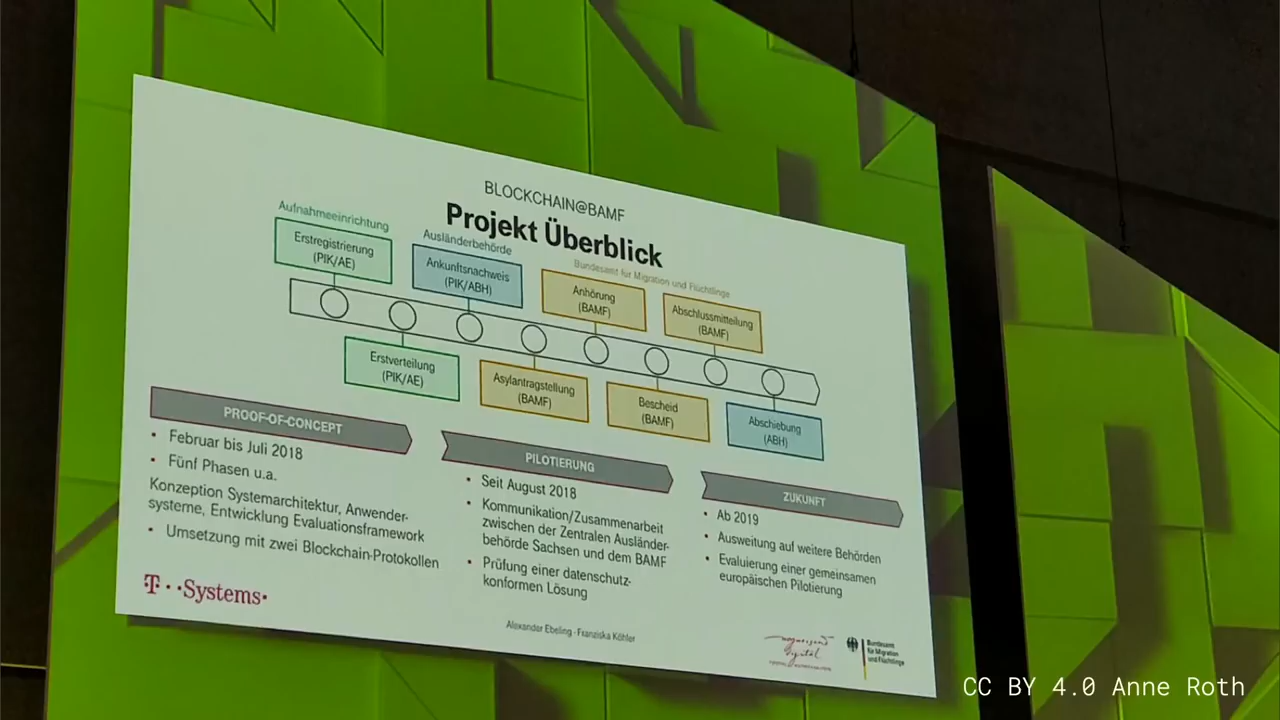 BLOCKCHAIN@BAMF
Projekt Überblick
Aufnahmeeinrichtung
Ausländerbehörde
Bundesamt für Migration und Flüchtlinge
Erstregistrierung
(PIK/AE)
Ankunftsnachweis
(PIK/ABH)
Anhörung
(BAMF)
Abschlussmitteilung
(BAMF)
Erstverteilung
(PIK/AE)
Asylantragstellung
(BAMF)
Bescheid
(BAMF)
Abschiebung
(ABH)
PROOF-OF-CONCEPT
• Februar bis Juli 2018
• Fünf Phasen u.a.
Konzeption Systemarchitektur, Anwender-
systeme, Entwicklung Evaluationsframework
• Umsetzung mit zwei Blockchain-Protokollen
PILOTIERUNG
• Seit August 2018
• Kommunikation/Zusammenarbeit
zwischen der Zentralen Ausländer-
behörde Sachsen und dem BAMF
• Prüfung einer datenschutz-
konformen Lösung
ZUKUNFT
• Ab 2019
• Ausweitung auf weitere Behörden
• Evaluierung einer gemeinsamen
europäischen Pilotierung
T··Systems·
Alexander Ebeling · Franziska Köhler
Bundesamt
für Migration
und Flüchtlinge
CC BY 4.0 Anne Roth